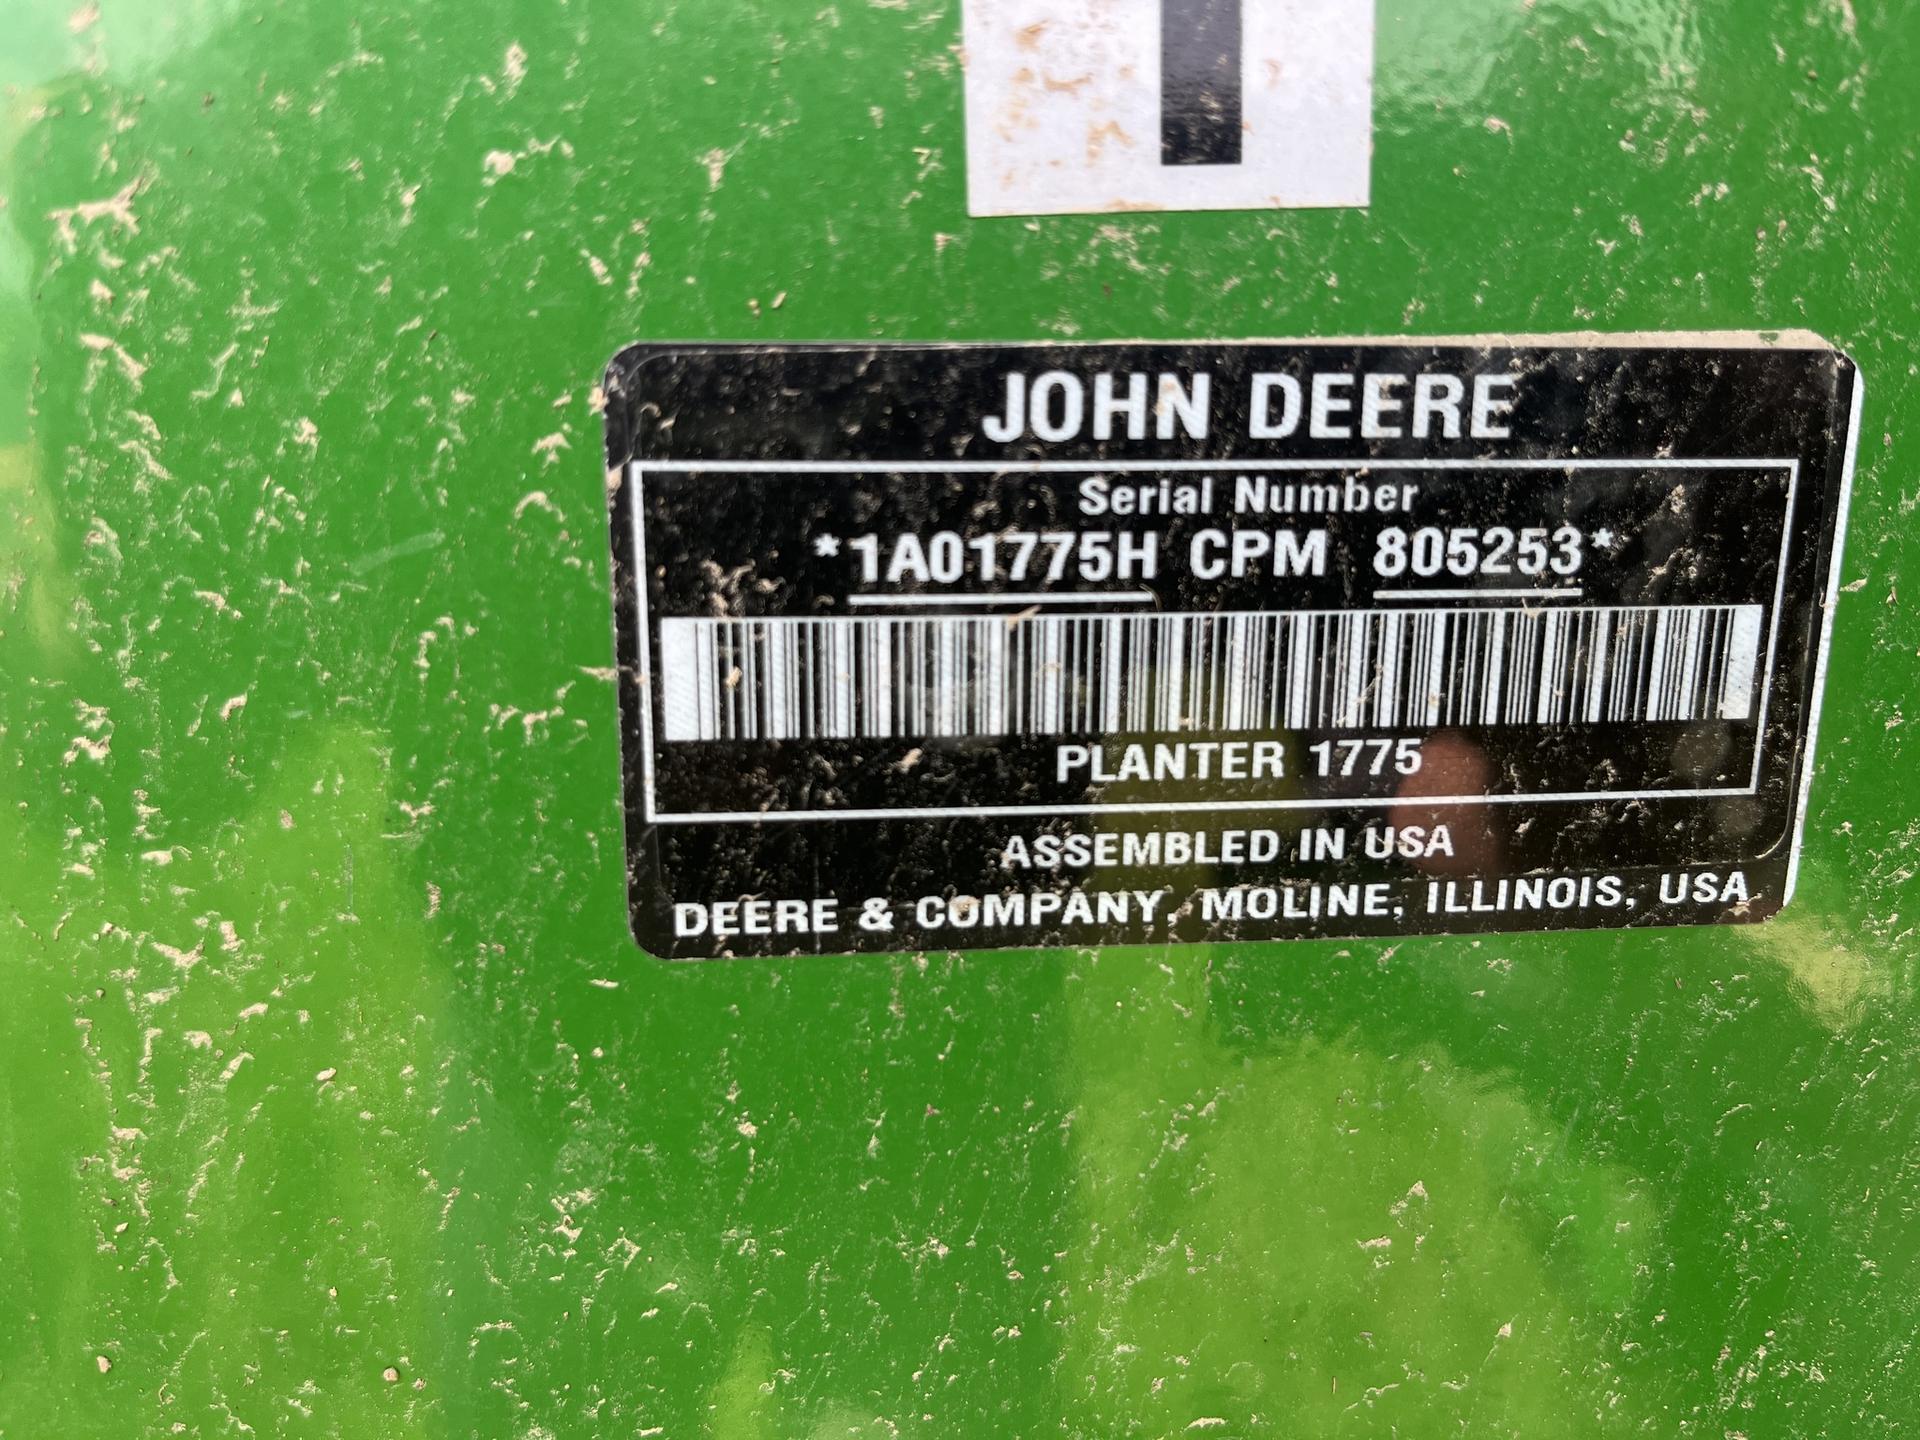 JOHN DEERE
Serial Number
*1A01775H CPM 805253*
PLANTER 1775
ASSEMBLED IN USA
DEERE & COMPANY, MOLINE, ILLINOIS, USA